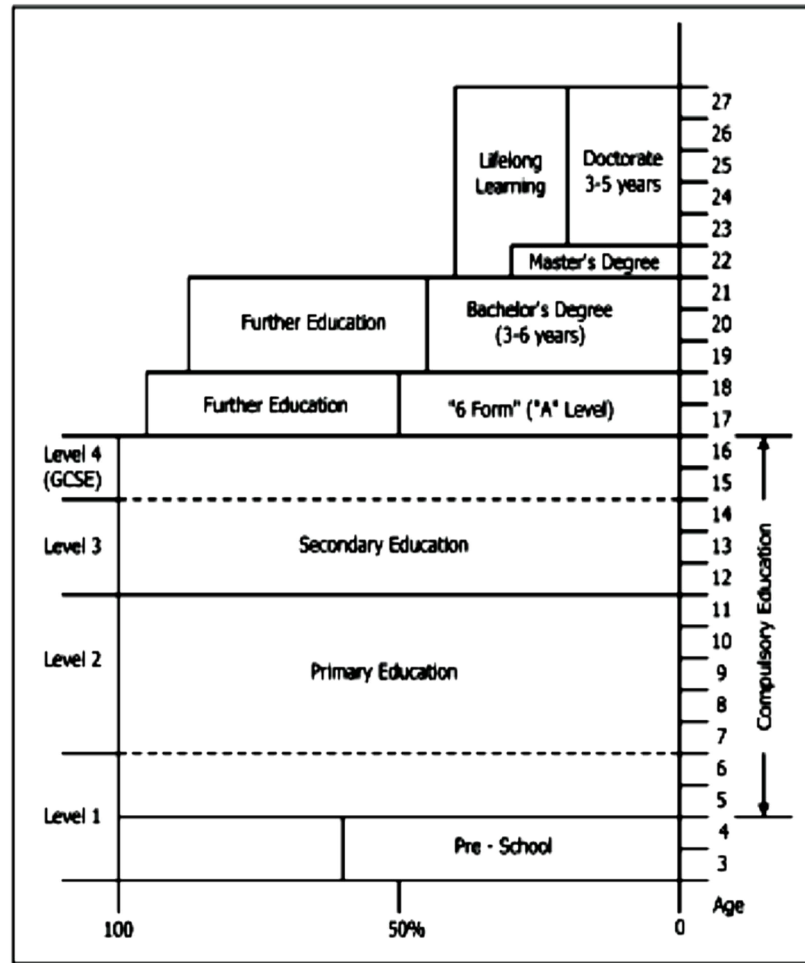 27
26
Lifelong
Learning
Doctorate
3-5 years
25
24
23
Master's Degree
22
21
Further Education
Bachelor's Degree
(3-6 years)
20
19
18
Further Education
"6 Form" ("A" Level)
17
Level 4
(GCSE)
16
15
14
Level 3
Secondary Education
13
12
11
10
Level 2
Primary Education
9
8
7
6
5
Level 1
4
Pre - School
3
Compulsory Education
Age
100
50%
0